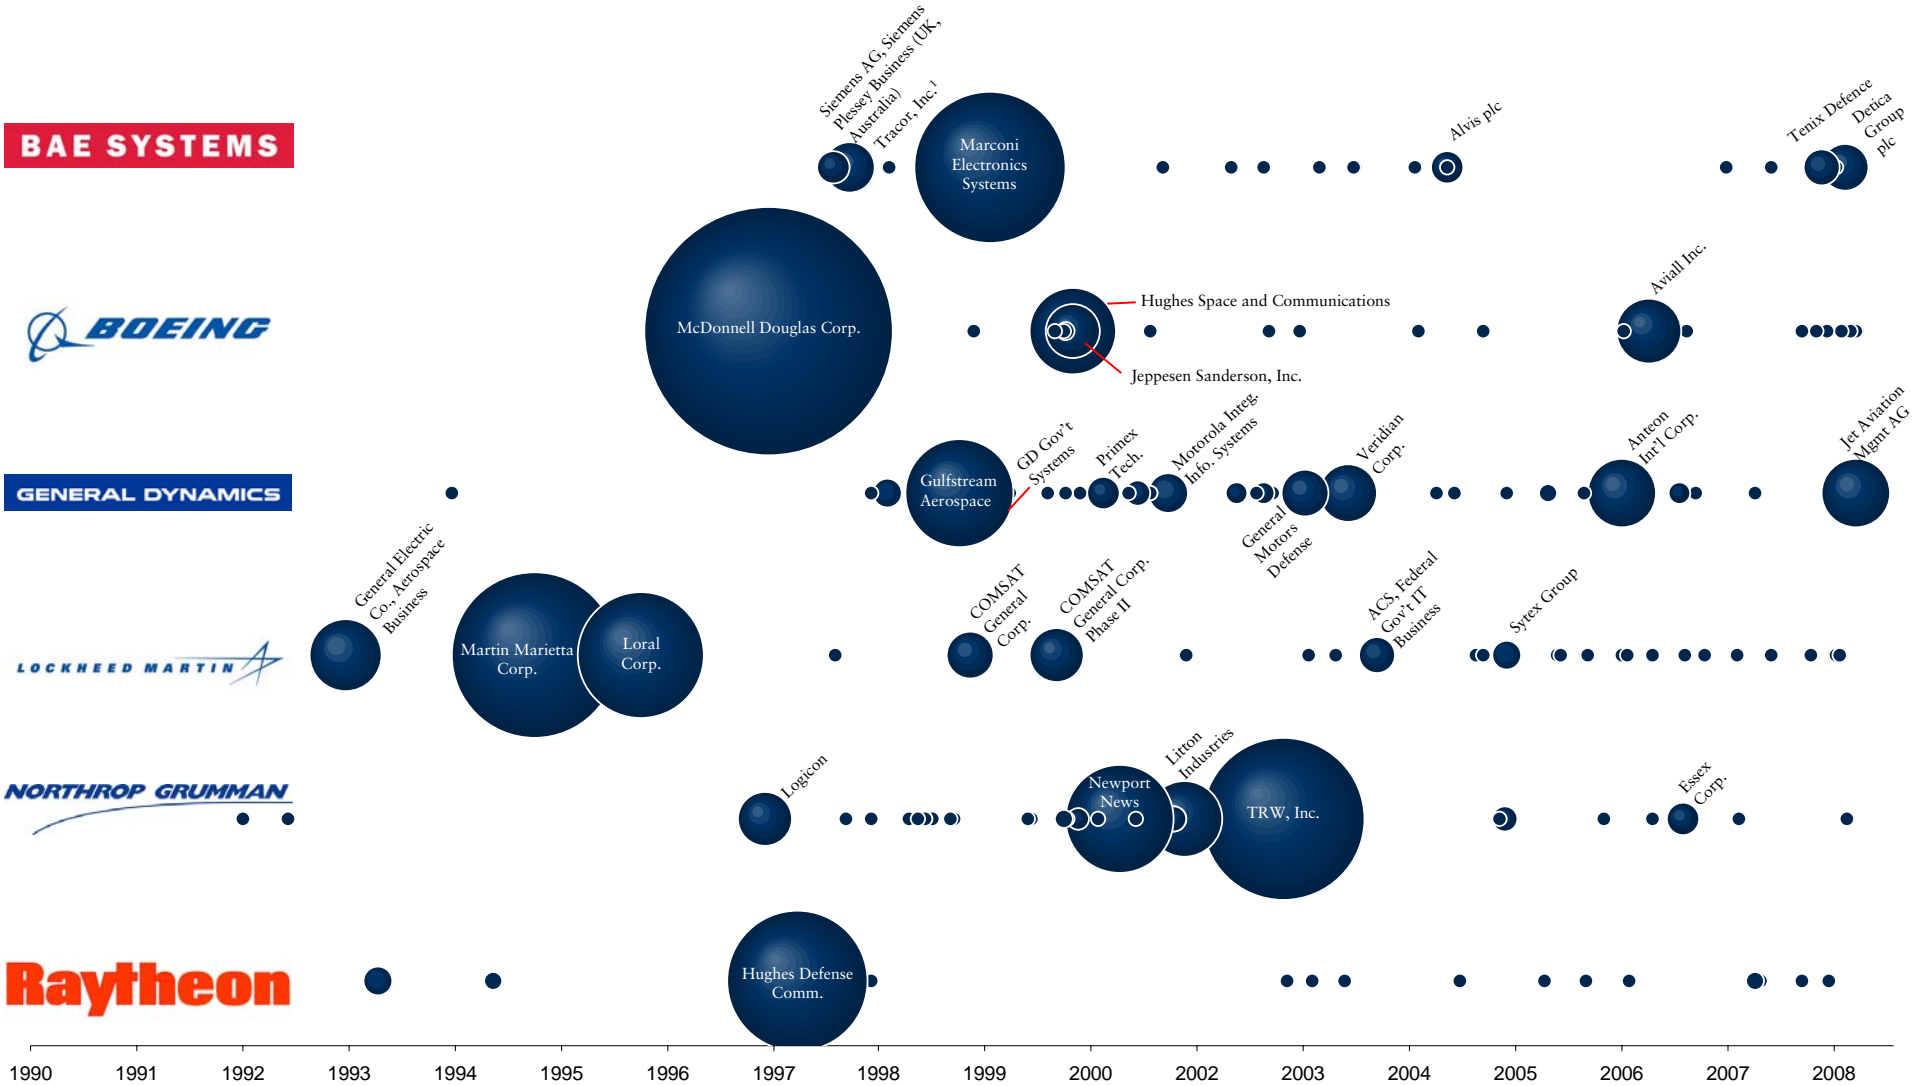 Siemens AG, Siemens
Plessey Business (UK,
Australia)
Tracor, Inc.¹
BAE SYSTEMS
Marconi
Electronics
Systems
Alvis plc
Tenix Defence
Detica
Group
plc
BOEING
McDonnell Douglas Corp.
Hughes Space and Communications
Jeppesen Sanderson, Inc.
Aviall Inc.
GENERAL DYNAMICS
Gulfstream
Aerospace
GD Gov't
Systems
Primex
Tech.
Motorola Integ.
Info. Systems
General
Motors
Defense
Veridian
Corp.
Anteon
Int'l Corp.
Jet Aviation
Mgmt AG
LOCKHEED MARTIN
General Electric
Co., Aerospace
Business
Martin Marietta
Corp.
Loral
Corp.
COMSAT
General
Corp.
COMSAT
General Corp.
Phase II
ACS, Federal
Gov't IT
Business
Sytex Group
NORTHROP GRUMMAN
Logicon
Newport
News
Litton
Industries
TRW, Inc.
Essex
Corp.
Raytheon
Hughes Defense
Comm.
1990 1991 1992 1993 1994 1995 1996 1997 1998 1999 2000 2002 2003 2004 2005 2006 2007 2008